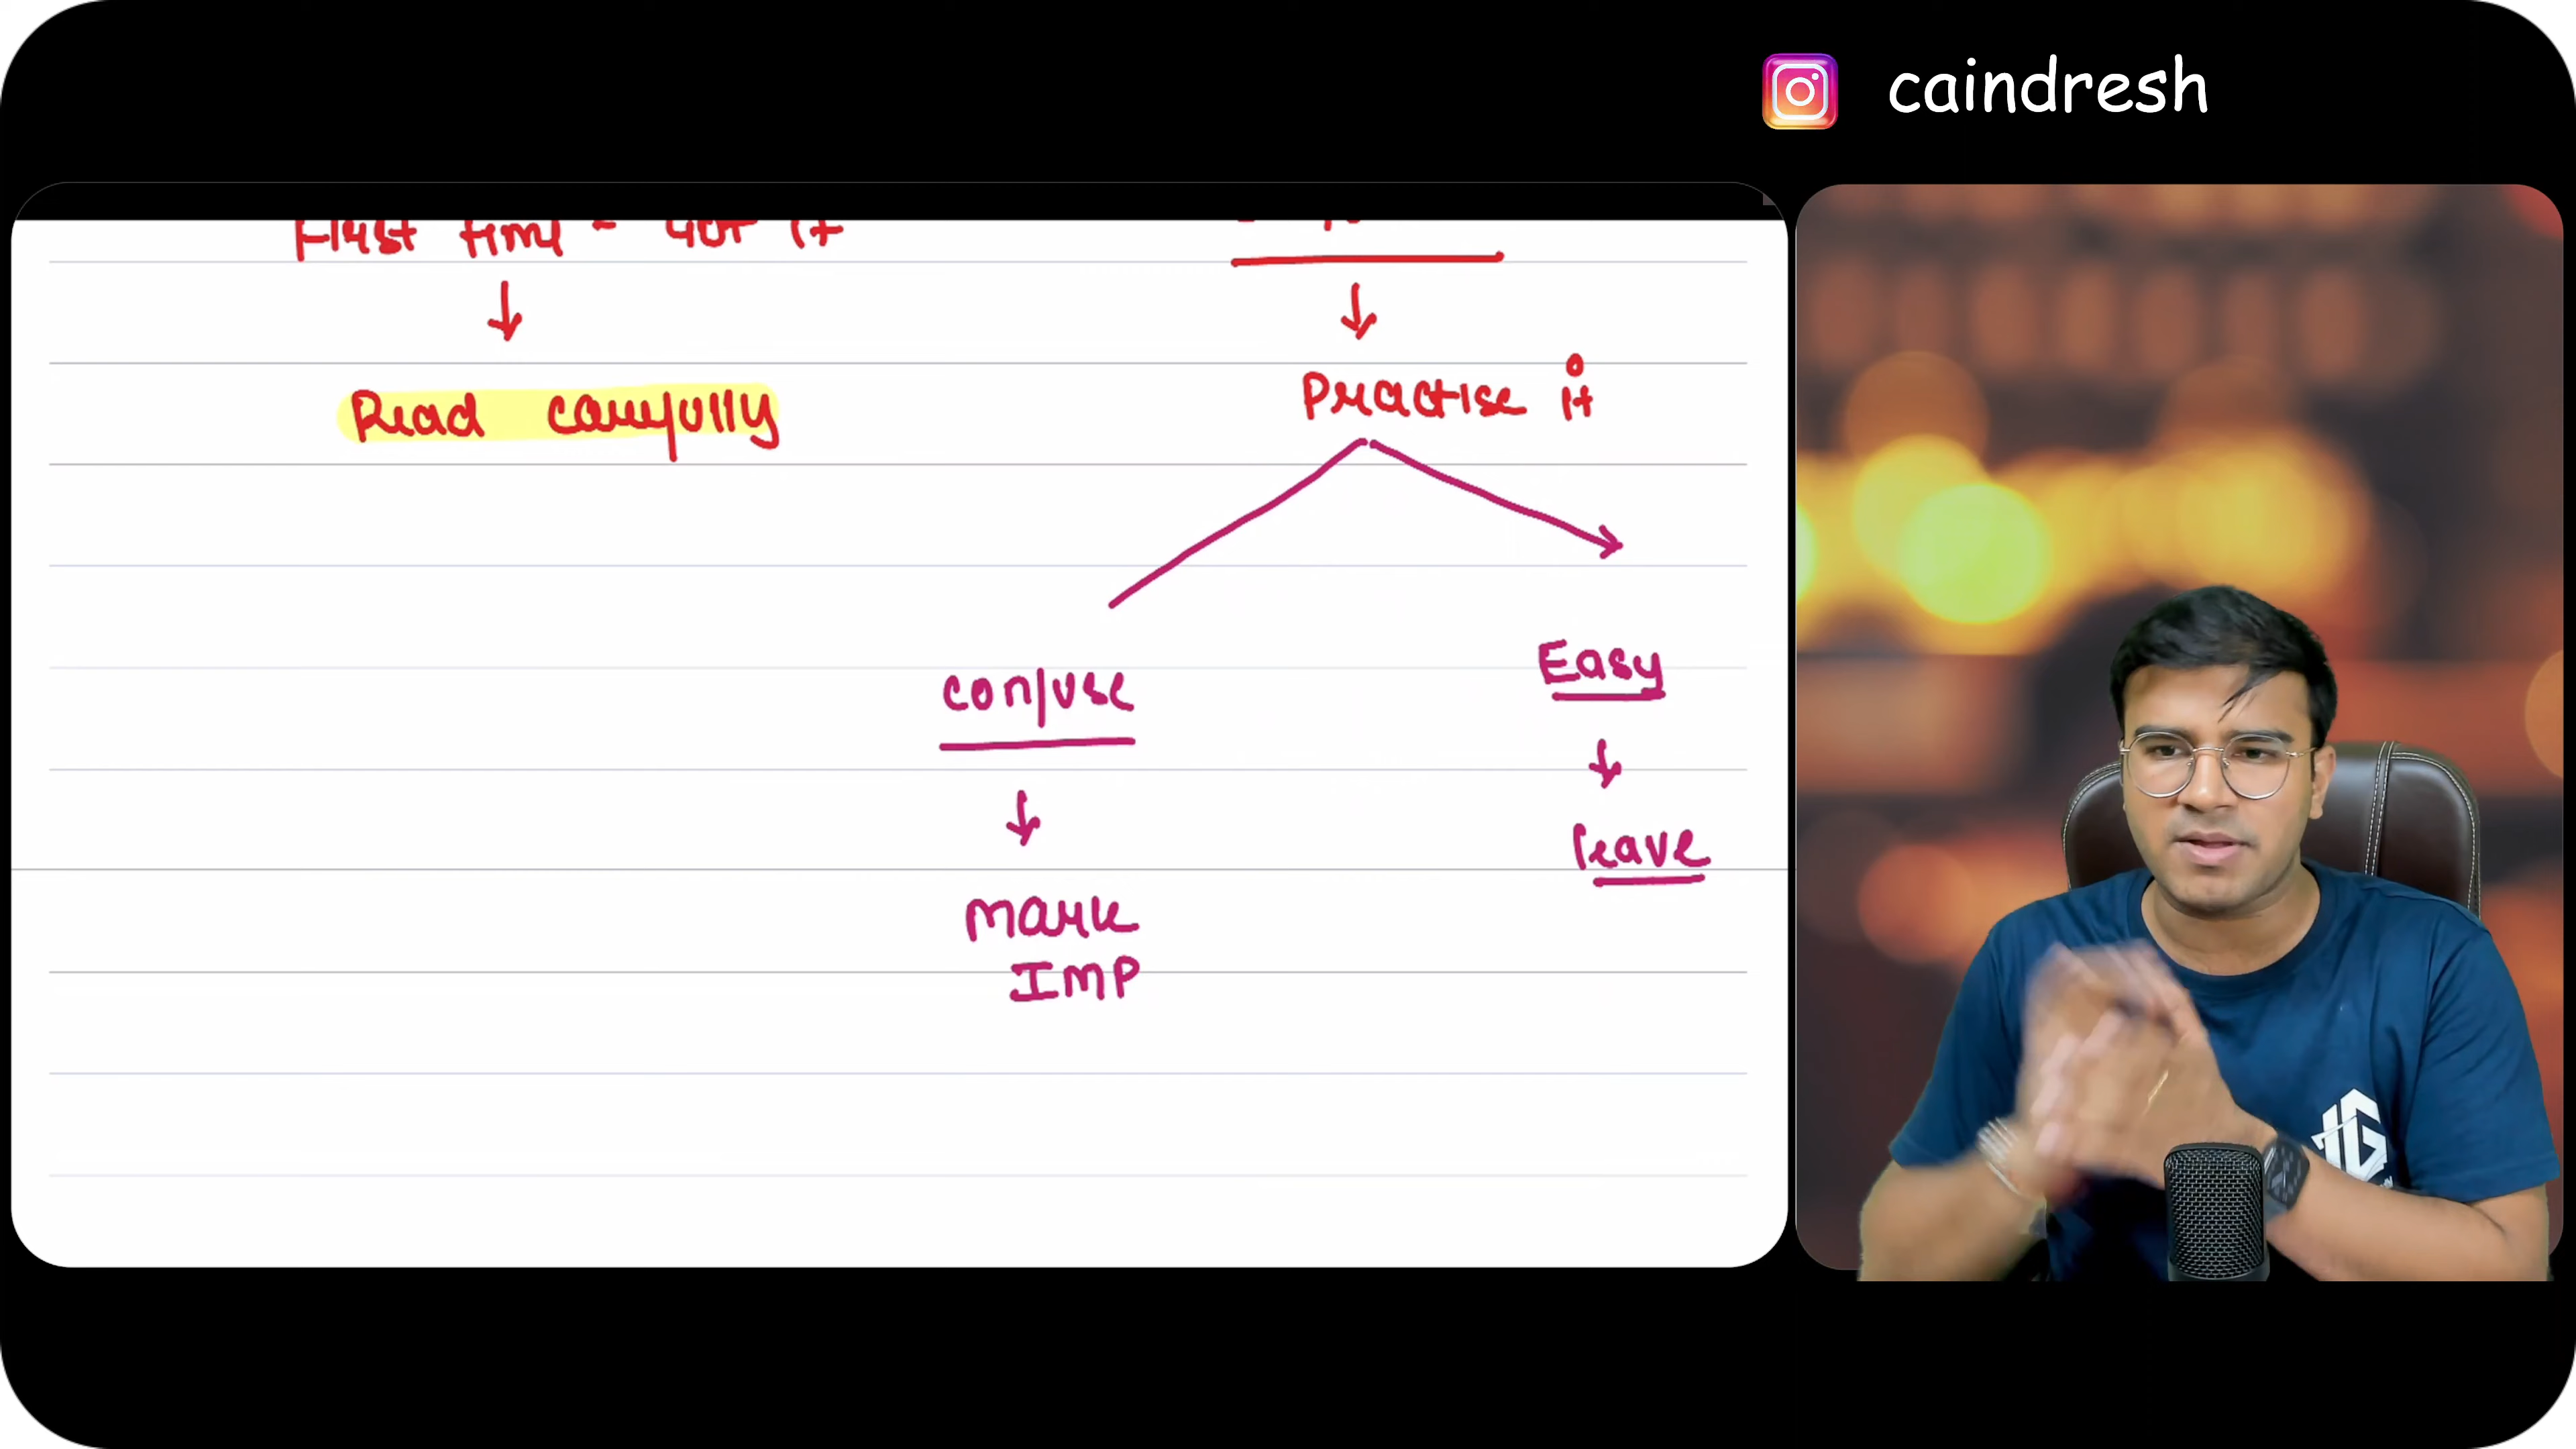 caindresh
First time - Got it
Read carefully
Practise it
confuse
Easy
leave
Mark
IMP